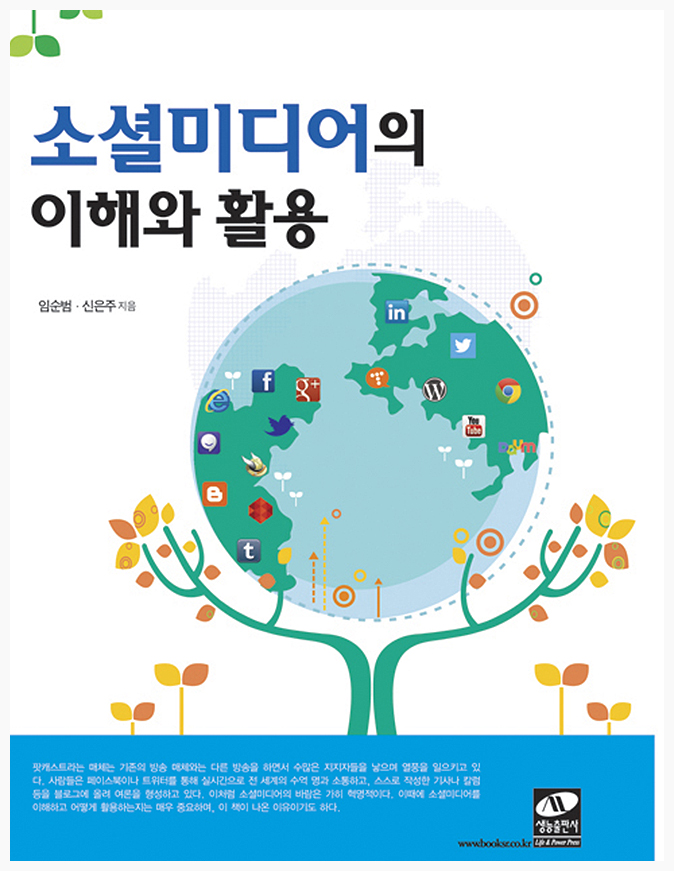 소셜미디어의
이해와 활용
임순범 · 신은주 지음
in
f
g+
W
You
Tube
Daum
t
팟캐스트라는 매체는 기존의 방송 매체와는 다른 방송을 하면서 수많은 지지자들을 낳으며 열풍을 일으키고 있
다. 사람들은 페이스북이나 트위터를 통해 실시간으로 전 세계의 수억 명과 소통하고, 스스로 작성한 기사나 칼럼
등을 블로그에 올려 여론을 형성하고 있다. 이처럼 소셜미디어의 바람은 가히 혁명적이다. 이때에 소셜미디어를
이해하고 어떻게 활용하는지는 매우 중요하며, 이 책이 나온 이유이기도 하다.
생능출판사
www.booksr.co.kr
Life & Power Press